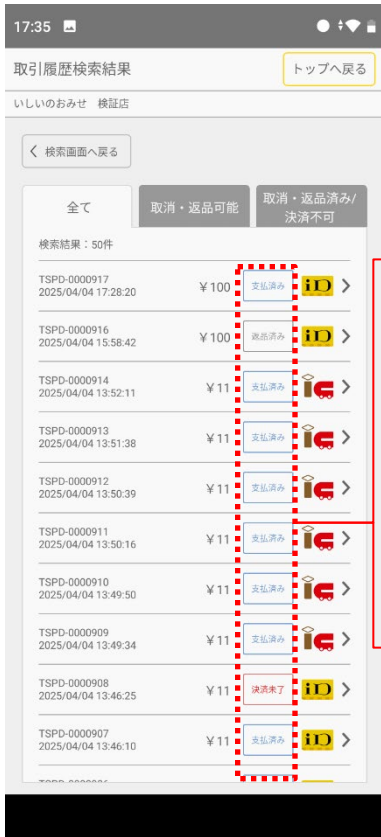 17:35
取引履歴検索結果
トップへ戻る
いしいのおみせ 検証店
検索画面へ戻る
全て
取消・返品可能
取消・返品済み/
決済不可
検索結果：50件
TSPD-0000917
2025/04/04 17:28:20
￥100
支払済み
iD
TSPD-0000916
2025/04/04 15:58:42
￥100
返品済み
iD
TSPD-0000914
2025/04/04 13:52:11
￥11
支払済み
TSPD-0000913
2025/04/04 13:51:38
￥11
支払済み
TSPD-0000912
2025/04/04 13:50:39
￥11
支払済み
TSPD-0000911
2025/04/04 13:50:16
￥11
支払済み
TSPD-0000910
2025/04/04 13:49:50
￥11
支払済み
TSPD-0000909
2025/04/04 13:49:34
￥11
支払済み
TSPD-0000908
2025/04/04 13:46:25
￥11
決済未了
iD
TSPD-0000907
2025/04/04 13:46:10
￥11
支払済み
iD